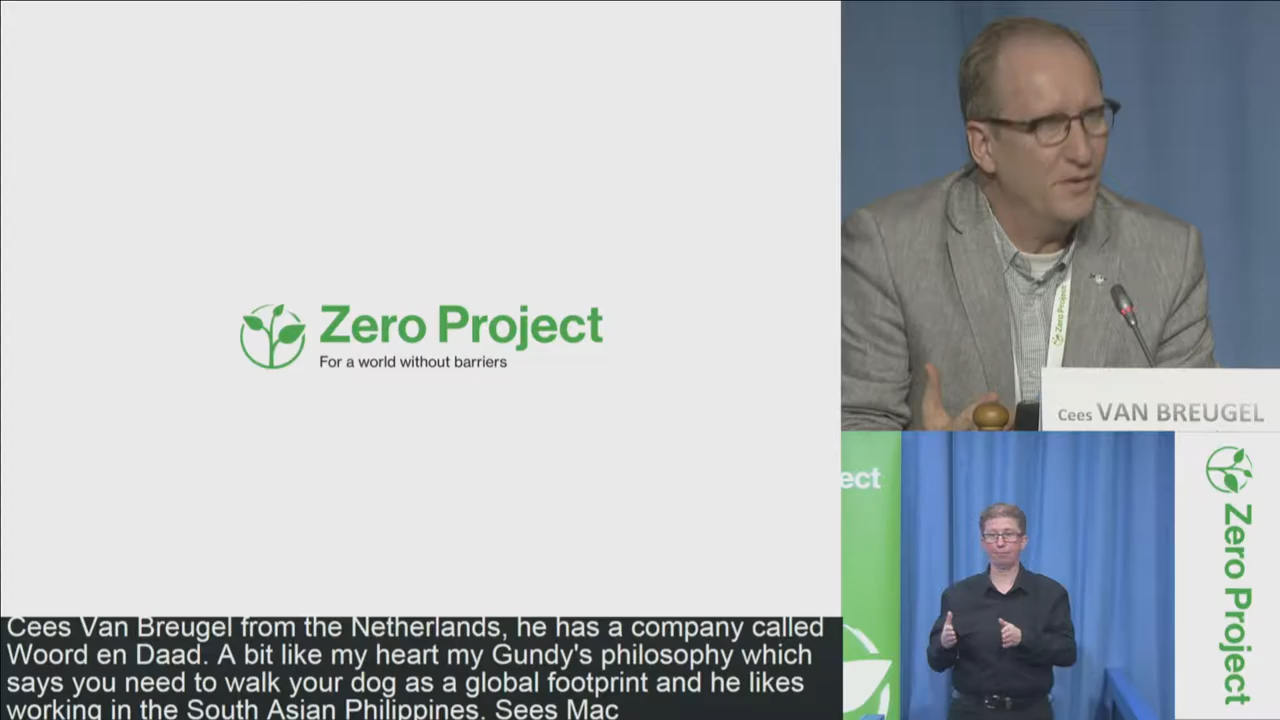 Zero Project
For a world without barriers
Cees VAN BREUGEL
Zero Project
ect
Zero Project
Cees Van Breugel from the Netherlands, he has a company called
Woord en Daad. A bit like my heart my Gundy's philosophy which
says you need to walk your dog as a global footprint and he likes
working in the South Asian Philippines. Sees Mac